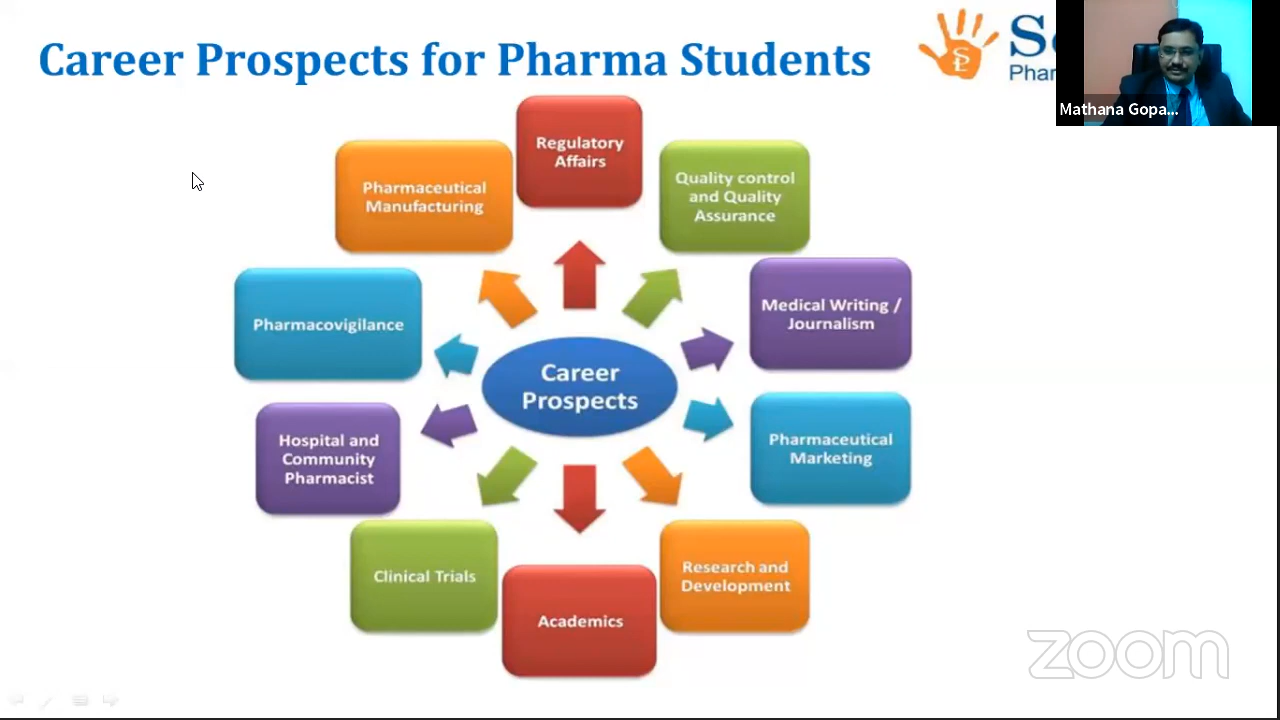 Career Prospects for Pharma Students
Mathana Gopa...
Regulatory
Affairs
Quality control
and Quality
Assurance
Medical Writing /
Journalism
Pharmaceutical
Marketing
Research and
Development
Academics
Clinical Trials
Hospital and
Community
Pharmacist
Pharmacovigilance
Pharmaceutical
Manufacturing
Career
Prospects
zoom